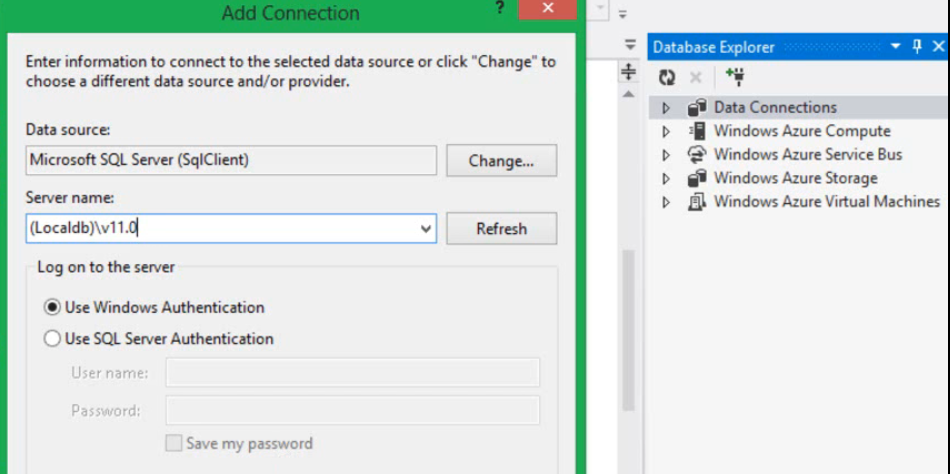 Add Connection
?
Enter information to connect to the selected data source or click "Change" to
choose a different data source and/or provider.
Data source:
Microsoft SQL Server (SqlClient)
Change...
Server name:
(Localdb)\v11.0
Refresh
Log on to the server
Use Windows Authentication
Use SQL Server Authentication
User name:
Password:
Save my password
Database Explorer
Data Connections
Windows Azure Compute
Windows Azure Service Bus
Windows Azure Storage
Windows Azure Virtual Machines